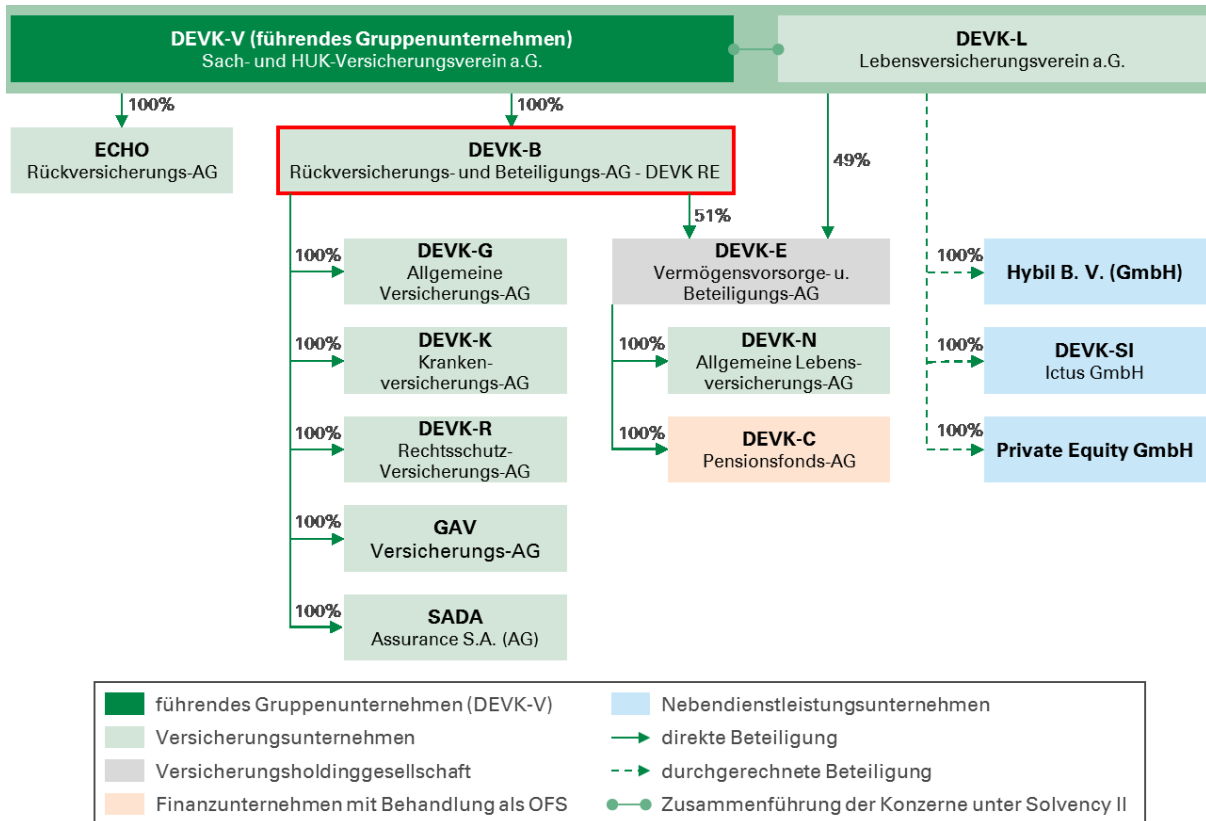 DEVK-V (führendes Gruppenunternehmen)
Sach- und HUK-Versicherungsverein a.G.
DEVK-L
Lebensversicherungsverein a.G.
100%
100%
ECHO
Rückversicherungs-AG
DEVK-B
Rückversicherungs- und Beteiligungs-AG - DEVK RE
49%
51%
100%
DEVK-G
Allgemeine
Versicherungs-AG
DEVK-E
Vermögensvorsorge- u.
Beteiligungs-AG
100%
Hybil B. V. (GmbH)
100%
DEVK-K
Kranken-
versicherungs-AG
100%
DEVK-N
Allgemeine Lebens-
versicherungs-AG
100%
DEVK-SI
Ictus GmbH
100%
DEVK-R
Rechtsschutz-
Versicherungs-AG
100%
DEVK-C
Pensionsfonds-AG
100%
Private Equity GmbH
100%
GAV
Versicherungs-AG
100%
SADA
Assurance S.A. (AG)
führendes Gruppenunternehmen (DEVK-V)
Versicherungsunternehmen
Versicherungsholdinggesellschaft
Finanzunternehmen mit Behandlung als OFS
Nebendienstleistungsunternehmen
direkte Beteiligung
durchgerechnete Beteiligung
Zusammenführung der Konzerne unter Solvency II